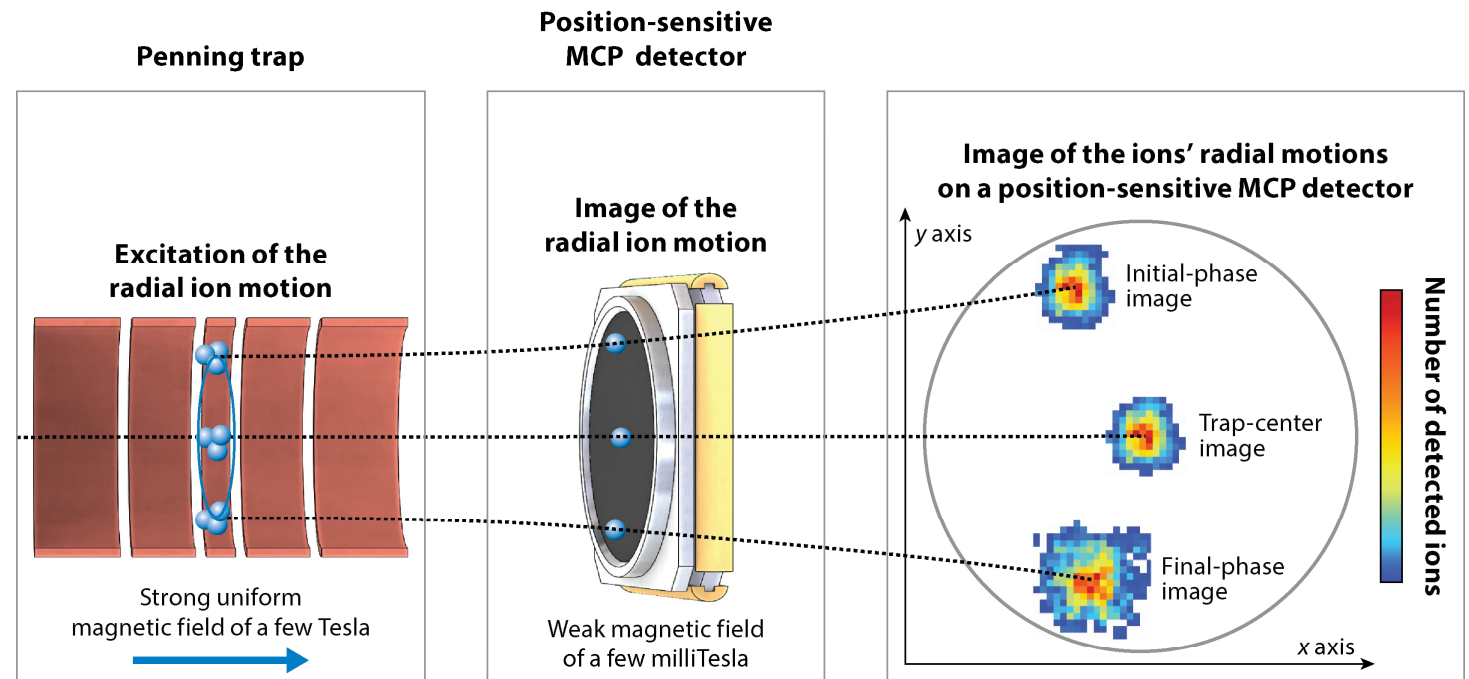 Penning trap
Position-sensitive
MCP detector
Excitation of the
radial ion motion
Strong uniform
magnetic field of a few Tesla
Image of the
radial ion motion
Weak magnetic field
of a few milliTesla
Image of the ions’ radial motions
on a position-sensitive MCP detector
y axis
Initial-phase
image
Trap-center
image
Final-phase
image
x axis
Number of detected ions